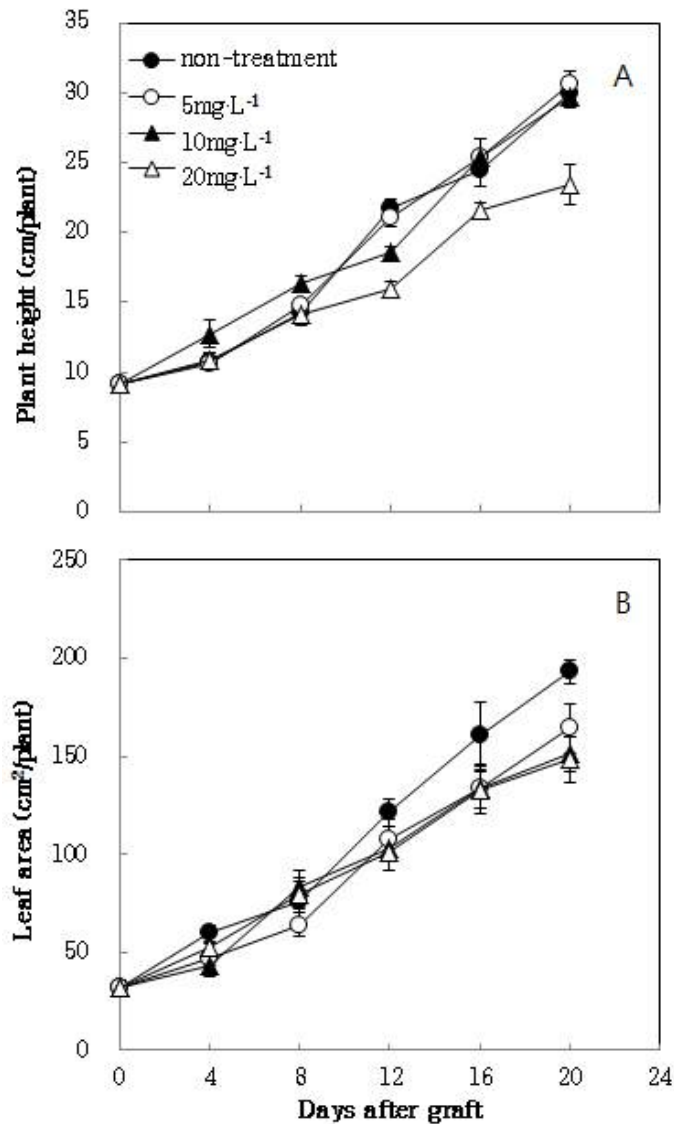 35
30
25
20
15
10
5
0
Plant height (cm/plant)
non-treatment
5mg·L⁻¹
10mg·L⁻¹
20mg·L⁻¹
A
250
200
150
100
50
0
Leaf area (cm²/plant)
B
0 4 8 12 16 20 24
Days after graft